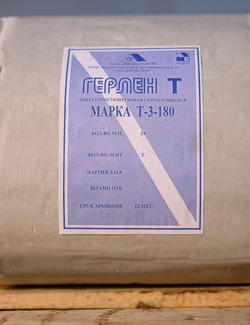 ГЕРЛЕН Т
ЛЕНТА ГЕРМЕТИЗИРУЮЩАЯ САМОКЛЕЯЩАЯСЯ
МАРКА Т-3-180
КОЛ-ВО М.П. 24
КОЛ-ВО ЛЕНТ 2
ПАРТИЯ/ДАТА
ШТАМП ОТК
СРОК ХРАНЕНИЯ 12 МЕС.